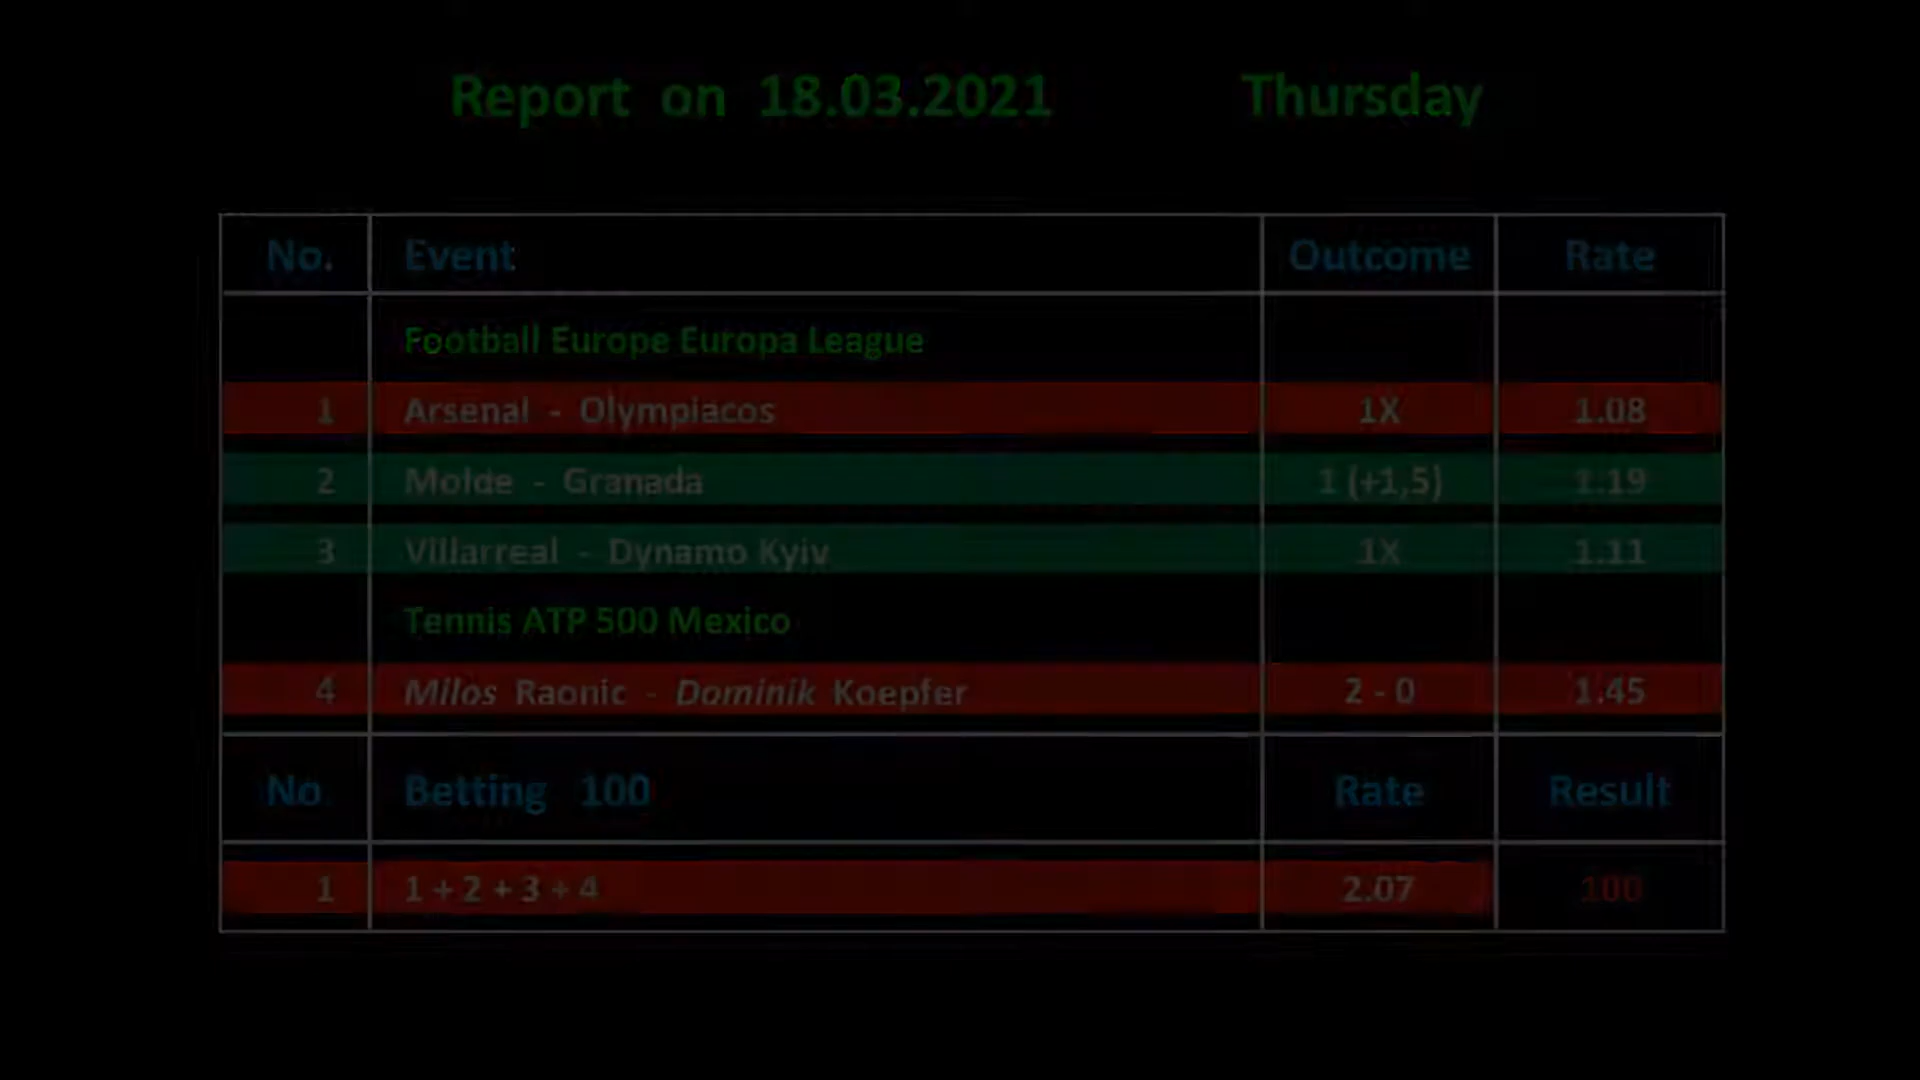 Report on 18.03.2021 Thursday
No. Event Outcome Rate
Football Europe Europa League
1 Arsenal - Olympiacos 1X 1.08
2 Molde - Granada 1 (+1,5) 1.19
3 Villarreal - Dynamo Kyiv 1X 1.11
Tennis ATP 500 Mexico
4 Milos Raonic - Dominik Koepfer 2 - 0 1.45
No. Betting 100 Rate Result
1 1 + 2 + 3 + 4 2.07 100